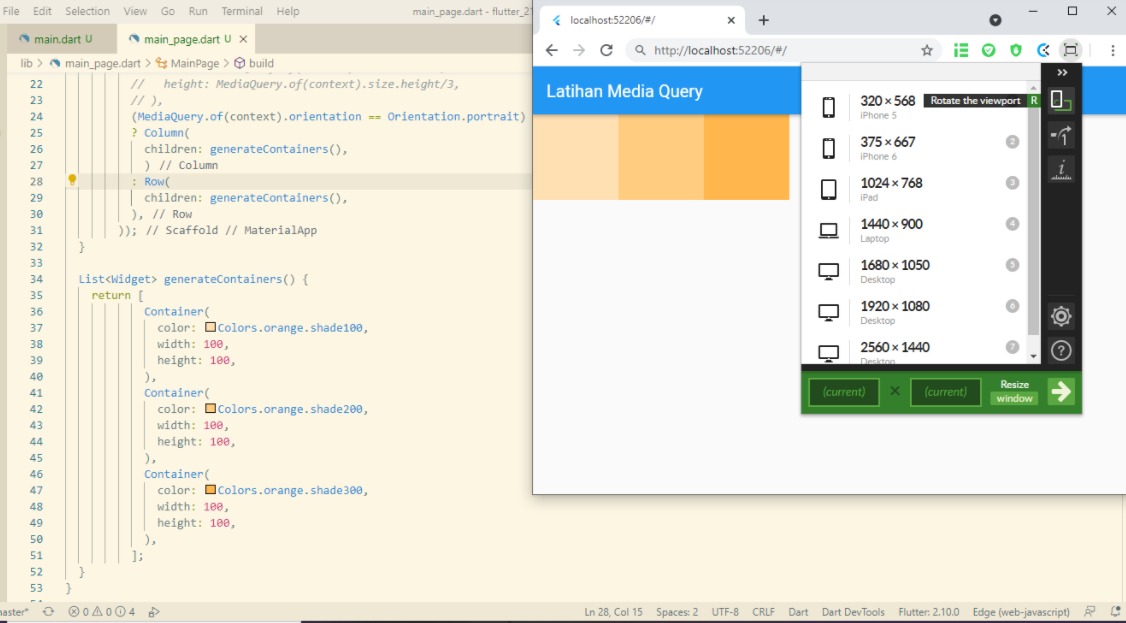 File Edit Selection View Go Run Terminal Help main_page.dart - flutter_2
main.dart U main_page.dart U
lib > main_page.dart > MainPage > build
22 // height: MediaQuery.of(context).size.height/3,
23 // ),
24 (MediaQuery.of(context).orientation == Orientation.portrait)
25 ? Column(
26 children: generateContainers(),
27 ) // Column
28 : Row(
29 children: generateContainers(),
30 ), // Row
31 )); // Scaffold // MaterialApp
32 }
33
34 List<Widget> generateContainers() {
35 return [
36 Container(
37 color: Colors.orange.shade100,
38 width: 100,
39 height: 100,
40 ),
41 Container(
42 color: Colors.orange.shade200,
43 width: 100,
44 height: 100,
45 ),
46 Container(
47 color: Colors.orange.shade300,
48 width: 100,
49 height: 100,
50 ),
51 ];
52 }
53 }
localhost:52206/#/
http://localhost:52206/#/
Latihan Media Query
320 × 568
iPhone 5
Rotate the viewport R
375 × 667 2
iPhone 6
1024 × 768 3
iPad
1440 × 900 4
Laptop
1680 × 1050 5
Desktop
1920 × 1080 6
Desktop
2560 × 1440 7
Desktop
(current) × (current) Resize
window
master* 0 0 4 Ln 28, Col 15 Spaces: 2 UTF-8 CRLF Dart Dart DevTools Flutter: 2.10.0 Edge (web-javascript)